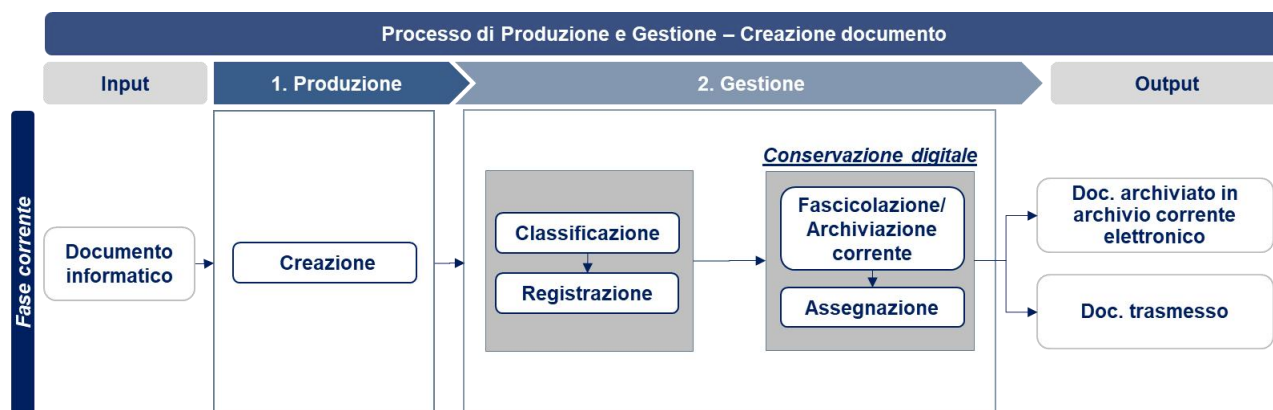 Processo di Produzione e Gestione – Creazione documento
Input
1. Produzione
2. Gestione
Output
Fase corrente
Documento
informatico
Creazione
Classificazione
Registrazione
Conservazione digitale
Fascicolazione/
Archiviazione
corrente
Assegnazione
Doc. archiviato in
archivio corrente
elettronico
Doc. trasmesso